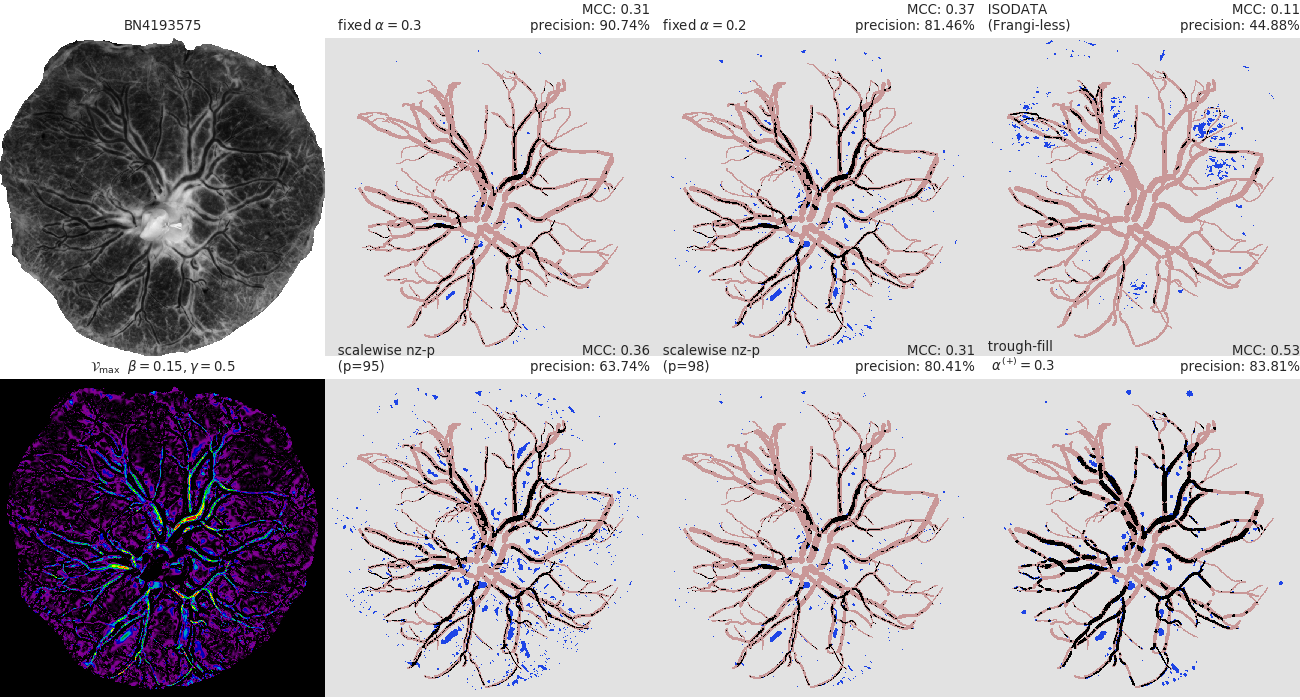 BN4193575
fixed α = 0.3
MCC: 0.31
precision: 90.74%
fixed α = 0.2
MCC: 0.37
precision: 81.46%
ISODATA
(Frangi-less)
MCC: 0.11
precision: 44.88%
𝒱max β = 0.15, γ = 0.5
scalewise nz-p
(p=95)
MCC: 0.36
precision: 63.74%
scalewise nz-p
(p=98)
MCC: 0.31
precision: 80.41%
trough-fill
α(+) = 0.3
MCC: 0.53
precision: 83.81%